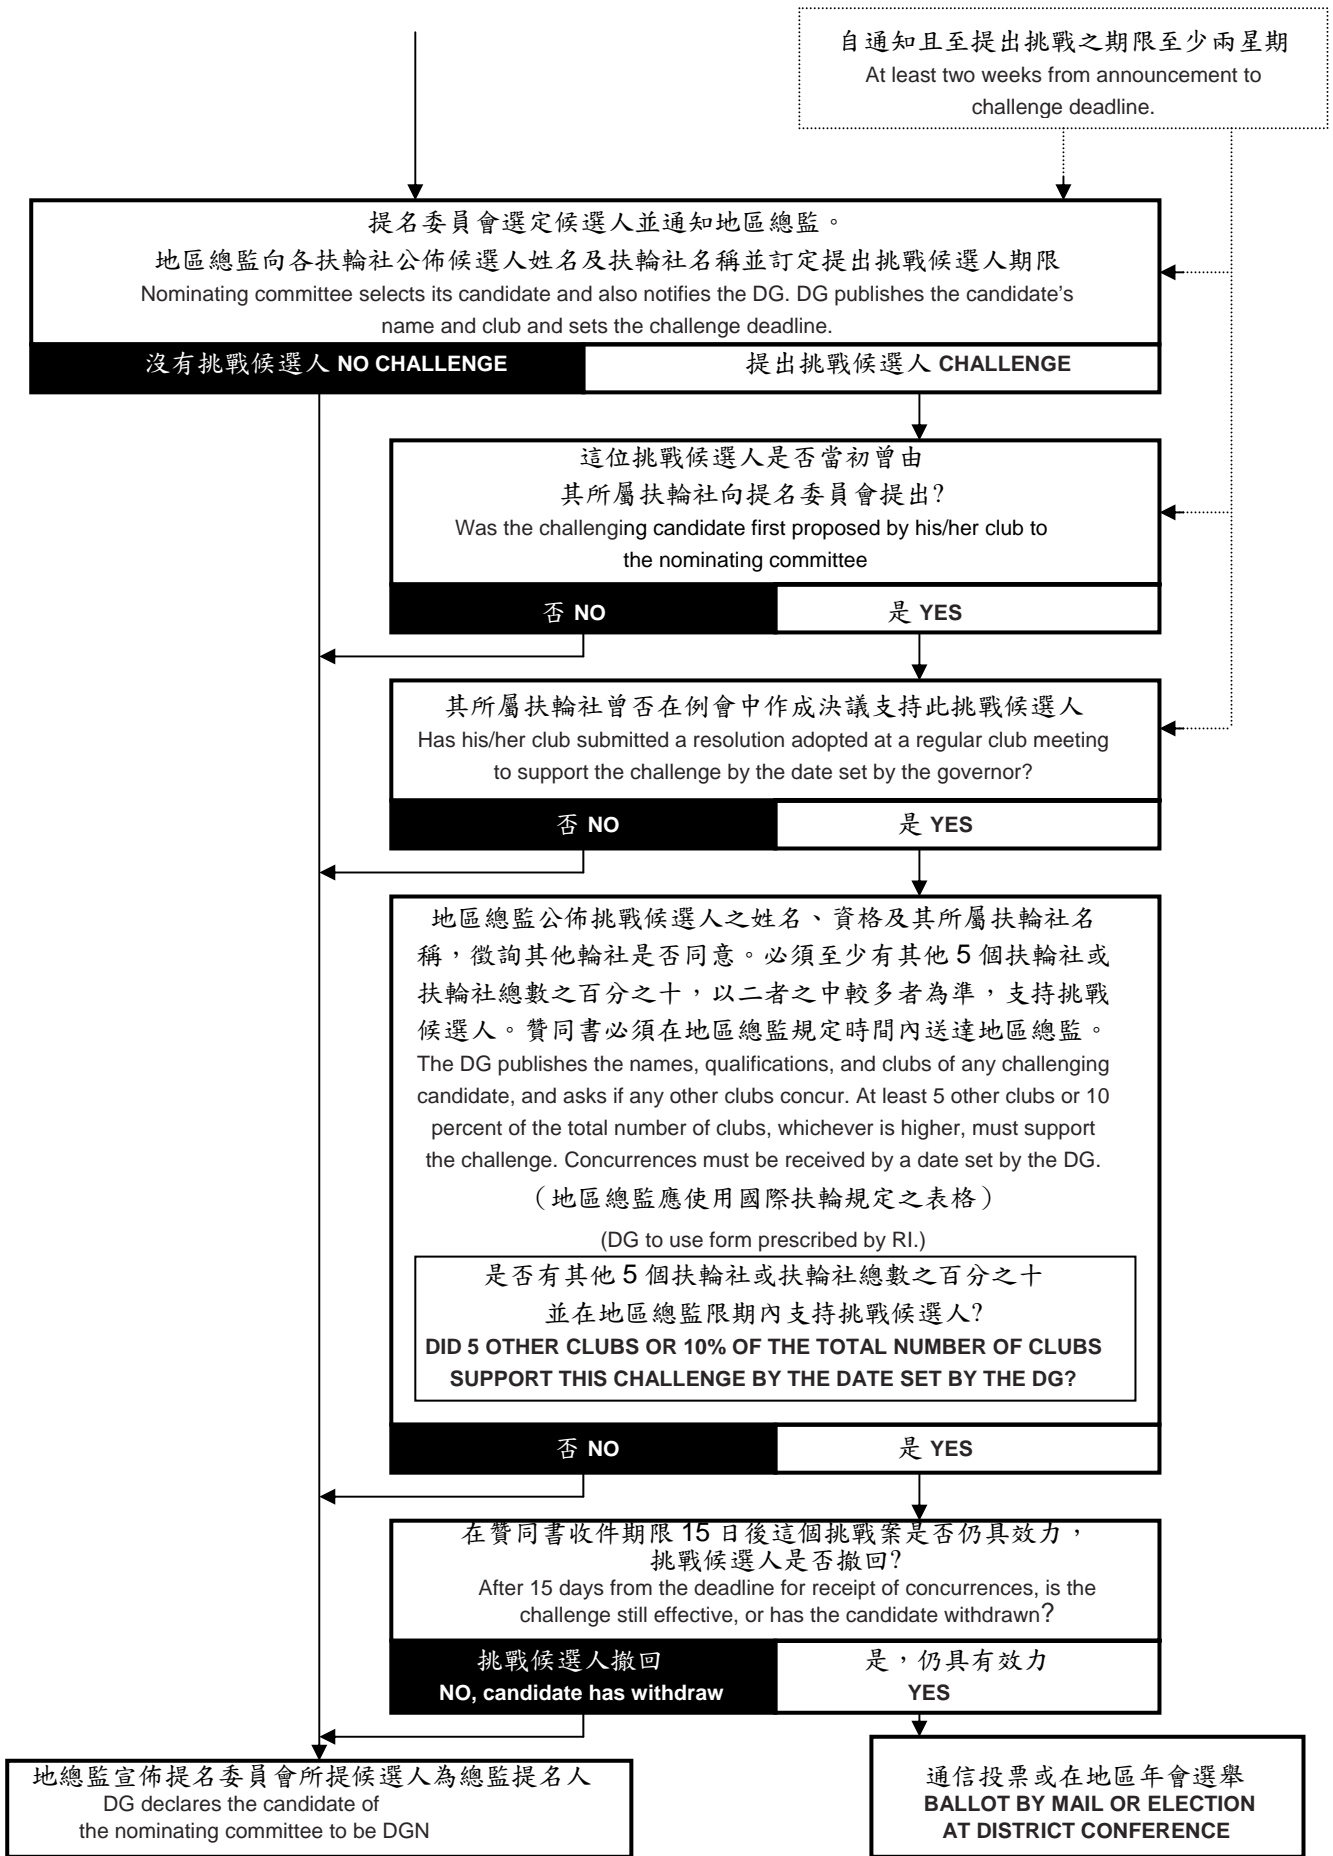 自通知且至提出挑戰之期限至少兩星期
At least two weeks from announcement to
challenge deadline.
提名委員會選定候選人並通知地區總監。
地區總監向各扶輪社公佈候選人姓名及扶輪社名稱並訂定提出挑戰候選人期限
Nominating committee selects its candidate and also notifies the DG. DG publishes the candidate's
name and club and sets the challenge deadline.
沒有挑戰候選人 NO CHALLENGE
提出挑戰候選人 CHALLENGE
這位挑戰候選人是否當初曾由
其所屬扶輪社向提名委員會提出?
Was the challenging candidate first proposed by his/her club to
the nominating committee
否 NO
是 YES
其所屬扶輪社曾否在例會中作成決議支持此挑戰候選人
Has his/her club submitted a resolution adopted at a regular club meeting
to support the challenge by the date set by the governor?
否 NO
是 YES
地區總監公佈挑戰候選人之姓名、資格及其所屬扶輪社名
稱，徵詢其他輪社是否同意。必須至少有其他 5 個扶輪社或
扶輪社總數之百分之十，以二者之中較多者為準，支持挑戰
候選人。贊同書必須在地區總監規定時間內送達地區總監。
The DG publishes the names, qualifications, and clubs of any challenging
candidate, and asks if any other clubs concur. At least 5 other clubs or 10
percent of the total number of clubs, whichever is higher, must support
the challenge. Concurrences must be received by a date set by the DG.
（地區總監應使用國際扶輪規定之表格）
(DG to use form prescribed by RI.)
是否有其他 5 個扶輪社或扶輪社總數之百分之十
並在地區總監限期內支持挑戰候選人?
DID 5 OTHER CLUBS OR 10% OF THE TOTAL NUMBER OF CLUBS
SUPPORT THIS CHALLENGE BY THE DATE SET BY THE DG?
否 NO
是 YES
在贊同書收件期限 15 日後這個挑戰案是否仍具效力，
挑戰候選人是否撤回?
After 15 days from the deadline for receipt of concurrences, is the
challenge still effective, or has the candidate withdrawn?
挑戰候選人撤回
NO, candidate has withdraw
是，仍具有效力
YES
地總監宣佈提名委員會所提候選人為總監提名人
DG declares the candidate of
the nominating committee to be DGN
通信投票或在地區年會選舉
BALLOT BY MAIL OR ELECTION
AT DISTRICT CONFERENCE